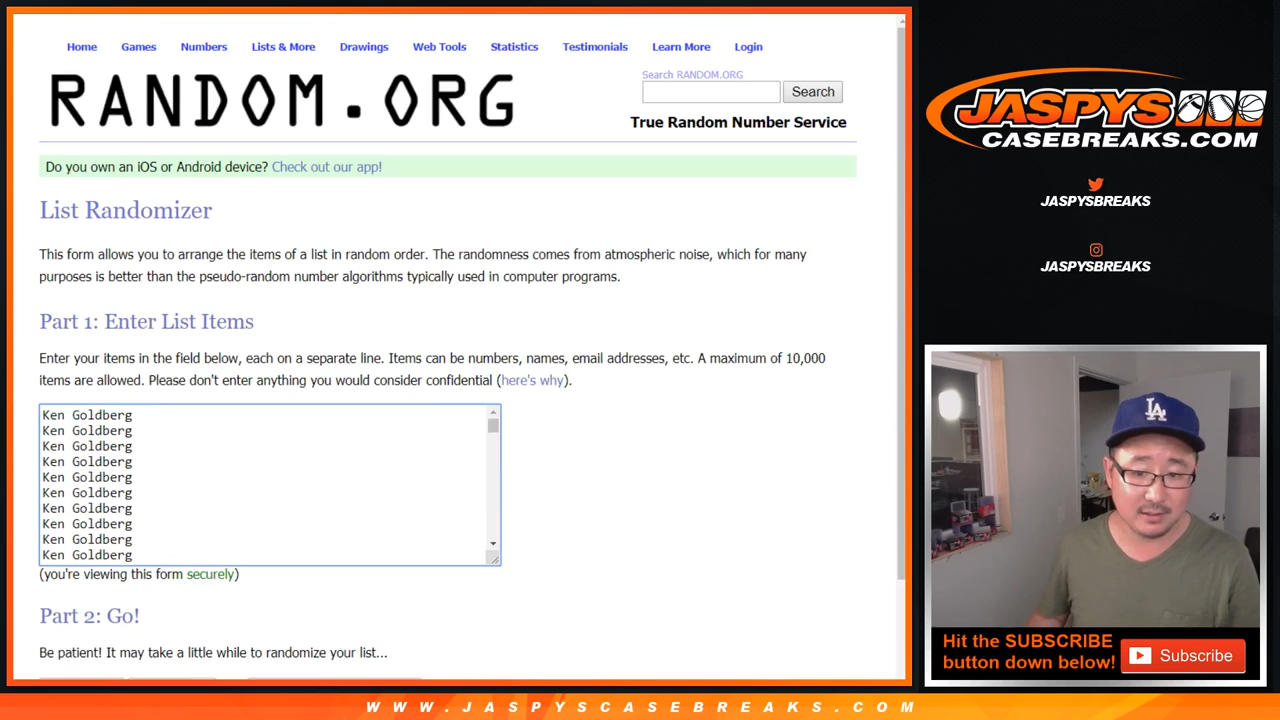 Home Games Numbers Lists & More Drawings Web Tools Statistics Testimonials Learn More Login
RANDOM.ORG
Search RANDOM.ORG
Search
True Random Number Service
Do you own an iOS or Android device? Check out our app!
List Randomizer
This form allows you to arrange the items of a list in random order. The randomness comes from atmospheric noise, which for many
purposes is better than the pseudo-random number algorithms typically used in computer programs.
Part 1: Enter List Items
Enter your items in the field below, each on a separate line. Items can be numbers, names, email addresses, etc. A maximum of 10,000
items are allowed. Please don't enter anything you would consider confidential (here's why).
Ken Goldberg
Ken Goldberg
Ken Goldberg
Ken Goldberg
Ken Goldberg
Ken Goldberg
Ken Goldberg
Ken Goldberg
Ken Goldberg
Ken Goldberg
(you're viewing this form securely)
Part 2: Go!
Be patient! It may take a little while to randomize your list...
JASPYS
CASEBREAKS.COM
JASPYSBREAKS
JASPYSBREAKS
LA
Hit the SUBSCRIBE
button down below!
Subscribe
WWW.JASPYSCASEBREAKS.COM